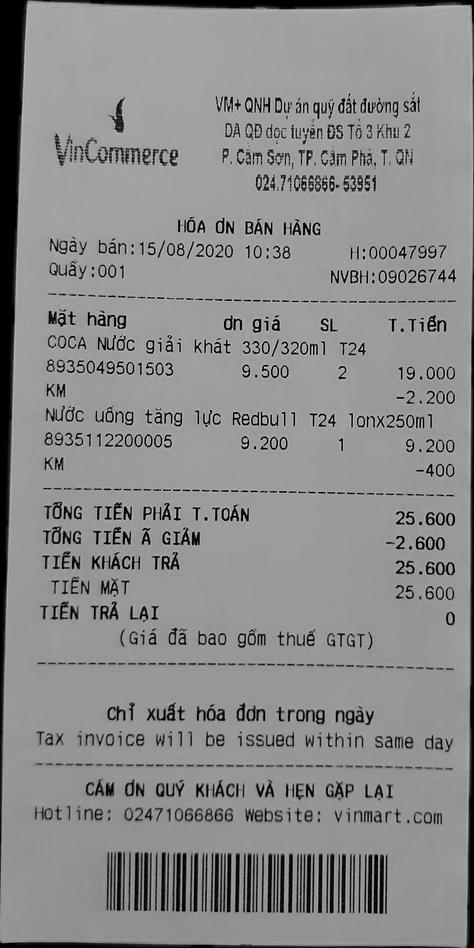 VinCommerce
VM+ QNH Dự án quỹ đất đường sắt
DA QĐ dọc tuyến ĐS Tổ 3 Khu 2
P. Cẩm Sơn, TP. Cẩm Phả, T. QN
024.71066866-53951
HÓA ƠN BÁN HÀNG
Ngày bán:15/08/2020 10:38 H:00047997
Quầy:001 NVBH:09026744
Mặt hàng ơn giá SL T.Tiền
COCA Nước giải khát 330/320ml T24
8935049501503 9.500 2 19.000
KM -2.200
Nước uống tăng lực Redbull T24 lonx250ml
8935112200005 9.200 1 9.200
KM -400
TỔNG TIỀN PHẢI T.TOÁN 25.600
TỔNG TIỀN Ã GIẢM -2.600
TIỀN KHÁCH TRẢ 25.600
TIỀN MẶT 25.600
TIỀN TRẢ LẠI 0
(Giá đã bao gồm thuế GTGT)
Chỉ xuất hóa đơn trong ngày
Tax invoice will be issued within same day
CẢM ƠN QUÝ KHÁCH VÀ HẸN GẶP LẠI
Hotline: 02471066866 Website: vinmart.com